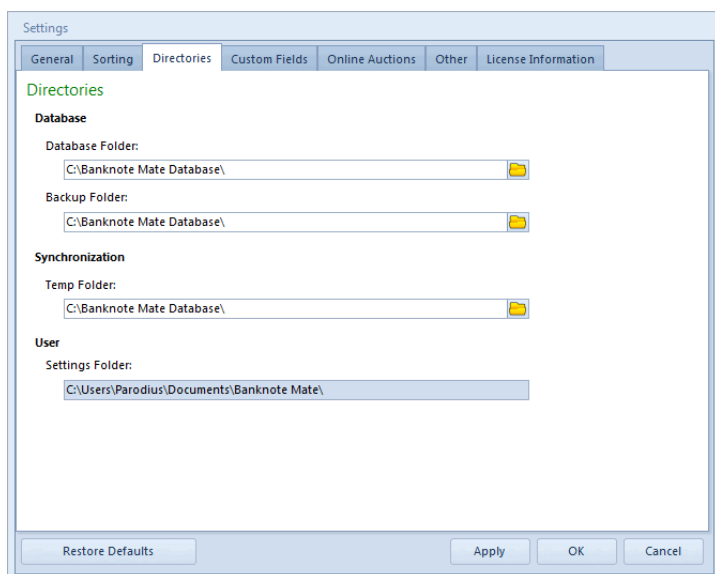 Settings
General Sorting Directories Custom Fields Online Auctions Other License Information
Directories
Database
Database Folder:
C:\Banknote Mate Database\
Backup Folder:
C:\Banknote Mate Database\
Synchronization
Temp Folder:
C:\Banknote Mate Database\
User
Settings Folder:
C:\Users\Parodius\Documents\Banknote Mate\
Restore Defaults Apply OK Cancel